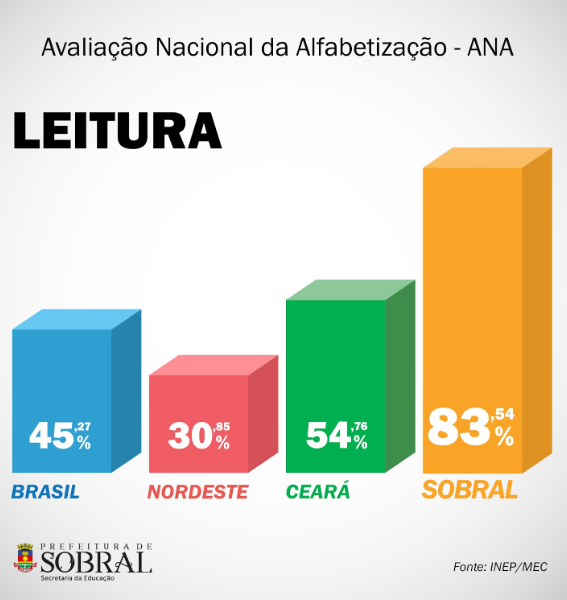 Avaliação Nacional da Alfabetização - ANA
LEITURA
45,27%
30,85%
54,76%
83,54%
BRASIL
NORDESTE
CEARÁ
SOBRAL
PREFEITURA DE
SOBRAL
Secretaria da Educação
Fonte: INEP/MEC